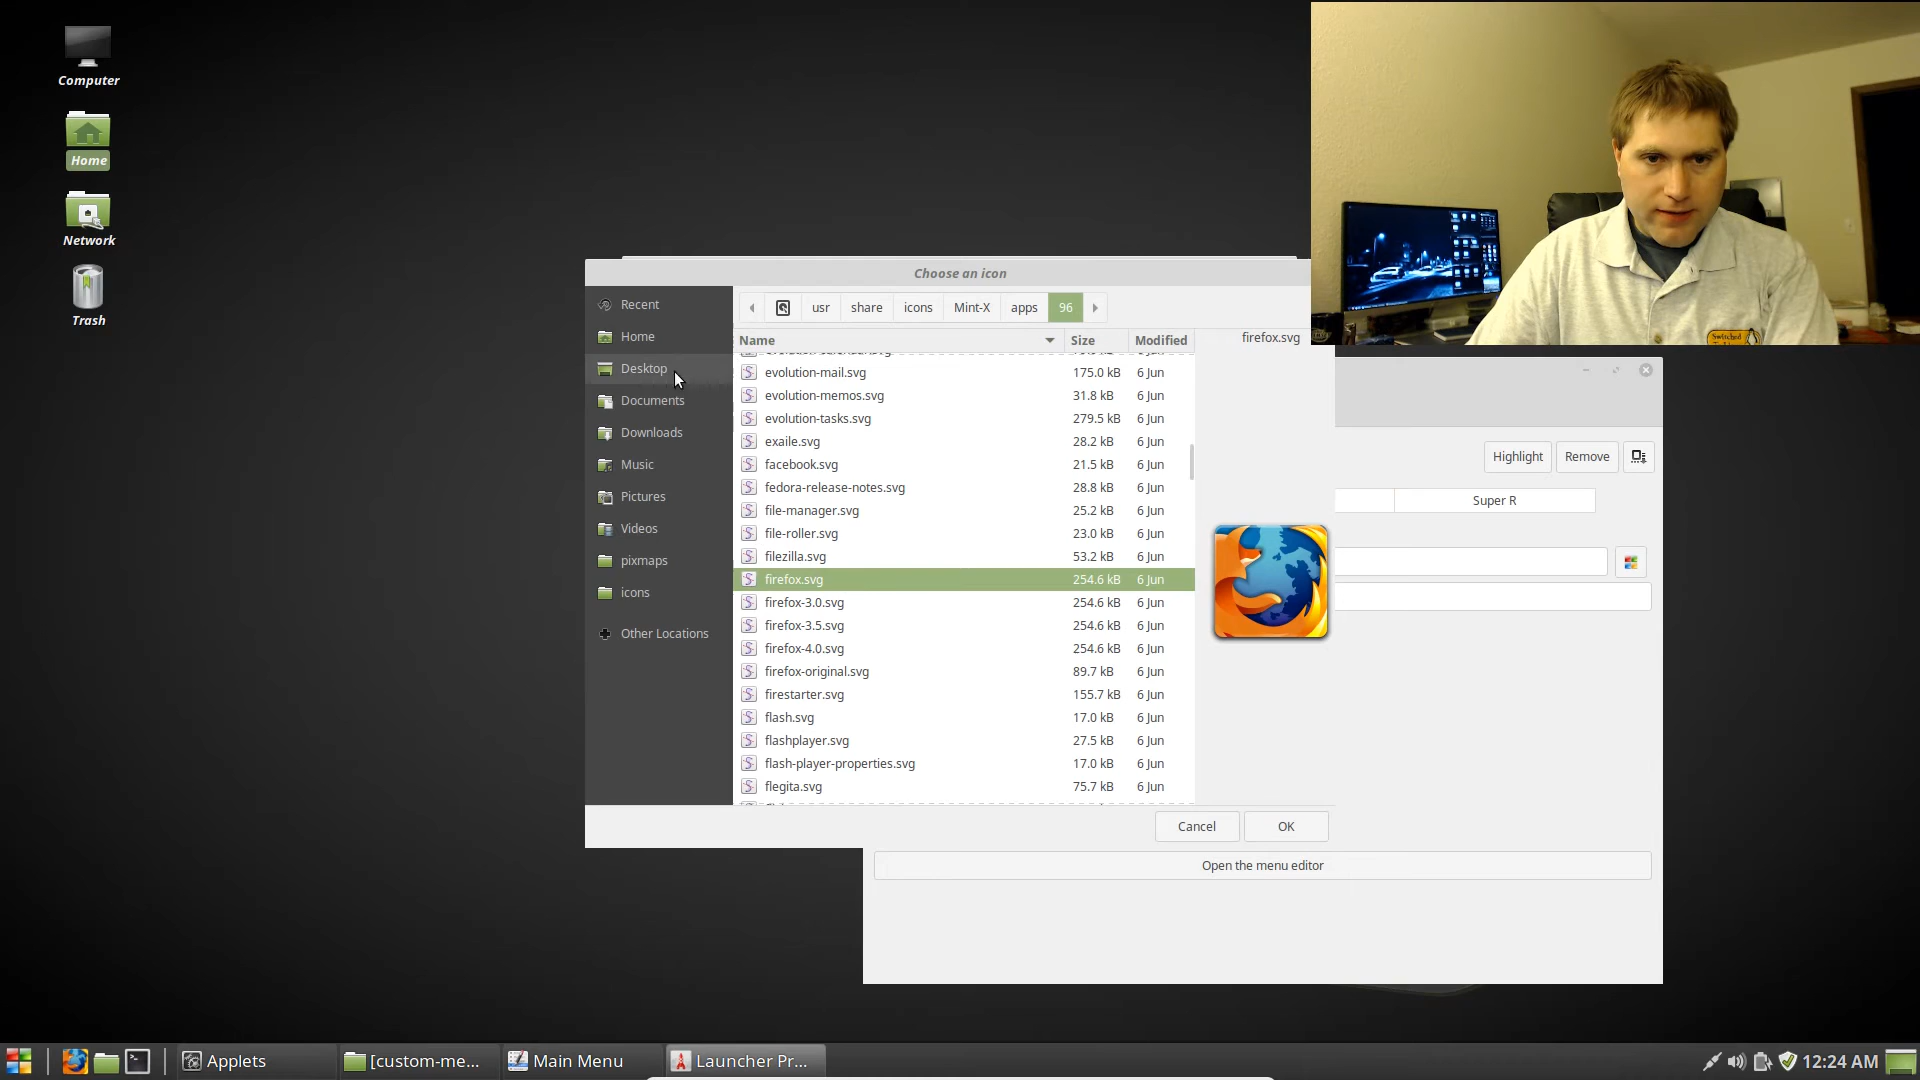 Computer
Home
Network
Trash
Choose an icon
Recent
Home
Desktop
Documents
Downloads
Music
Pictures
Videos
pixmaps
icons
Other Locations
usr share icons Mint-X apps 96
Name Size Modified
evolution-mail.svg 175.0 kB 6 Jun
evolution-memos.svg 31.8 kB 6 Jun
evolution-tasks.svg 279.5 kB 6 Jun
exaile.svg 28.2 kB 6 Jun
facebook.svg 21.5 kB 6 Jun
fedora-release-notes.svg 28.8 kB 6 Jun
file-manager.svg 25.2 kB 6 Jun
file-roller.svg 23.0 kB 6 Jun
filezilla.svg 53.2 kB 6 Jun
firefox.svg 254.6 kB 6 Jun
firefox-3.0.svg 254.6 kB 6 Jun
firefox-3.5.svg 254.6 kB 6 Jun
firefox-4.0.svg 254.6 kB 6 Jun
firefox-original.svg 89.7 kB 6 Jun
firestarter.svg 155.7 kB 6 Jun
flash.svg 17.0 kB 6 Jun
flashplayer.svg 27.5 kB 6 Jun
flash-player-properties.svg 17.0 kB 6 Jun
flegita.svg 75.7 kB 6 Jun
firefox.svg
Cancel OK
Highlight Remove
Super R
Open the menu editor
Switched
Applets [custom-me... Main Menu Launcher Pr... 12:24 AM